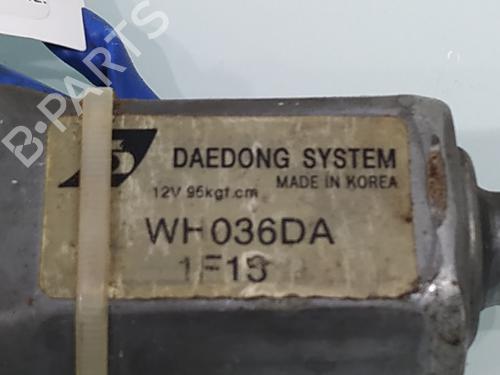 B-PARTS
DAEDONG SYSTEM
12V 95kgf.cm
MADE IN KOREA
WH036DA
1F13